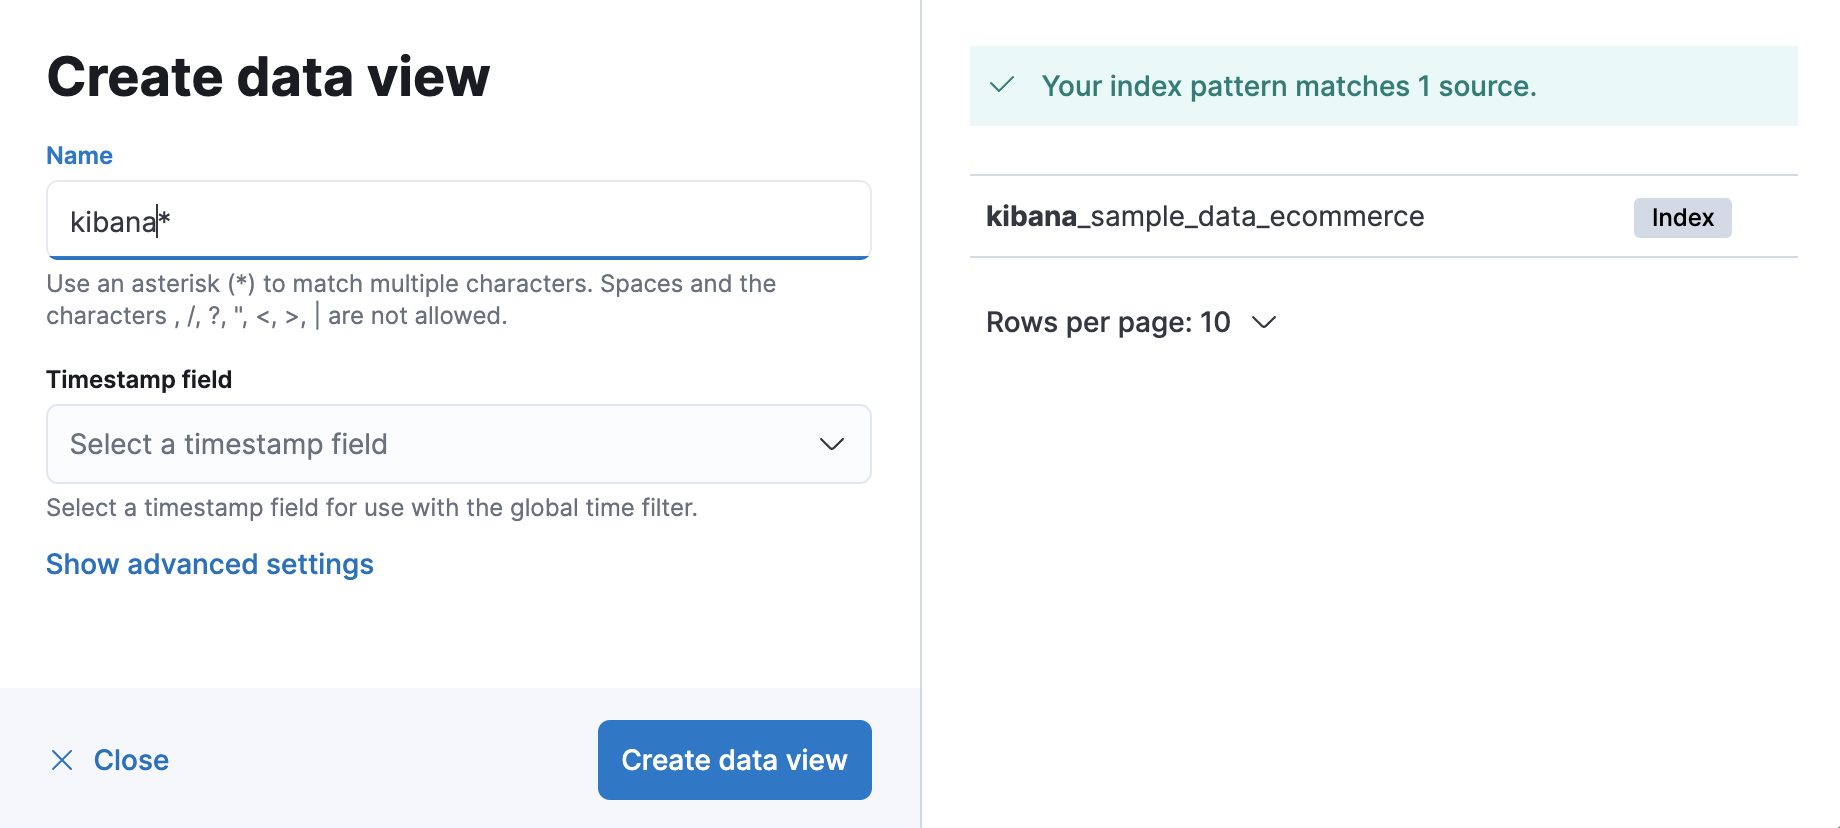 Create data view
Name
kibana*
Use an asterisk (*) to match multiple characters. Spaces and the
characters , /, ?, ", <, >, | are not allowed.
Timestamp field
Select a timestamp field
Select a timestamp field for use with the global time filter.
Show advanced settings
Close
Create data view
Your index pattern matches 1 source.
kibana_sample_data_ecommerce
Index
Rows per page: 10